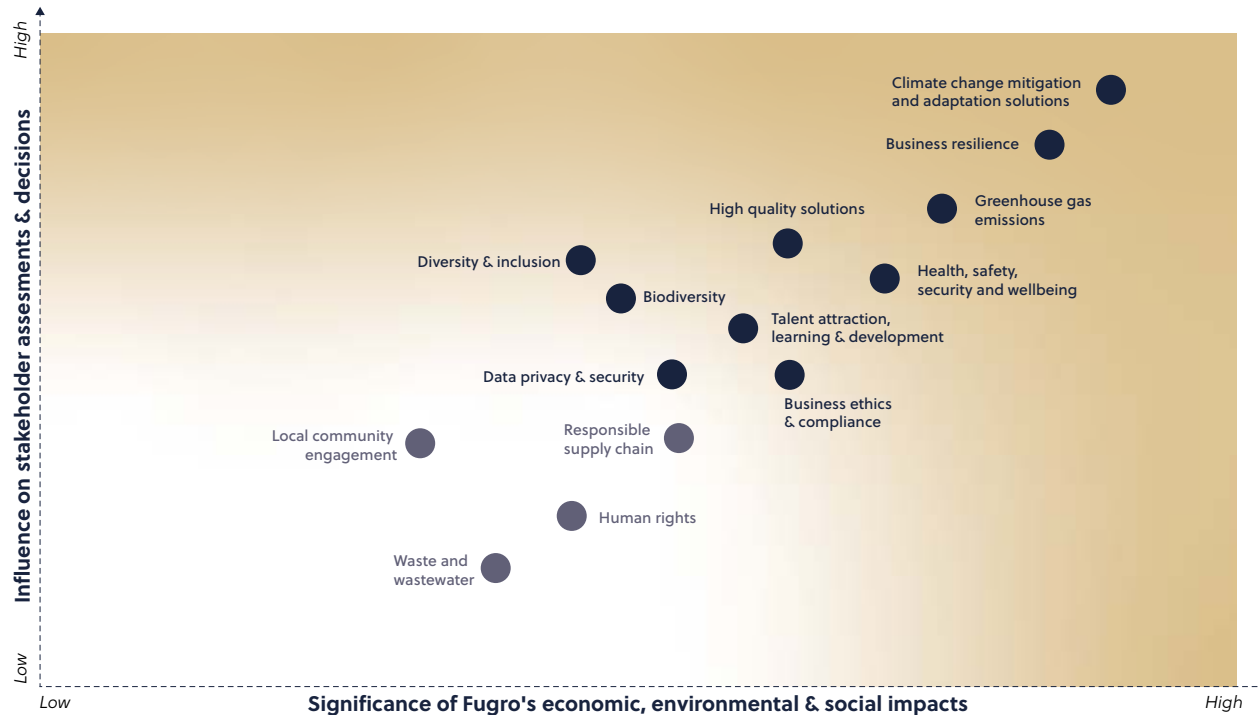 High
Influence on stakeholder assessments & decisions
Low
Climate change mitigation
and adaptation solutions
Business resilience
Greenhouse gas
emissions
High quality solutions
Diversity & inclusion
Health, safety,
security and wellbeing
Biodiversity
Talent attraction,
learning & development
Data privacy & security
Business ethics
& compliance
Local community
engagement
Responsible
supply chain
Human rights
Waste and
wastewater
Low
Significance of Fugro's economic, environmental & social impacts
High